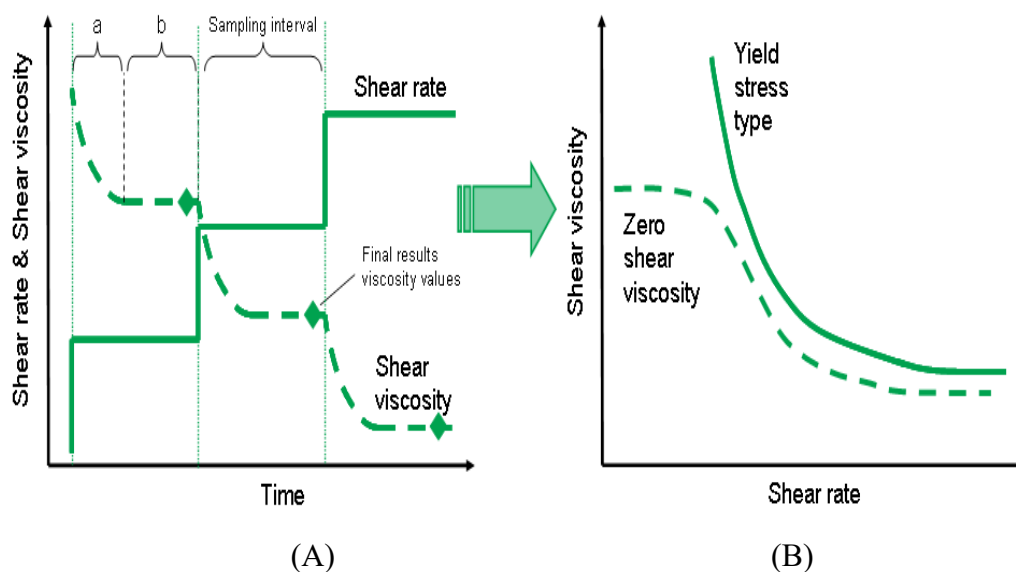 a
b
Sampling interval
Shear rate
Final results
viscosity values
Shear
viscosity
Shear rate & Shear viscosity
Time
(A)
Yield
stress
type
Zero
shear
viscosity
Shear viscosity
Shear rate
(B)